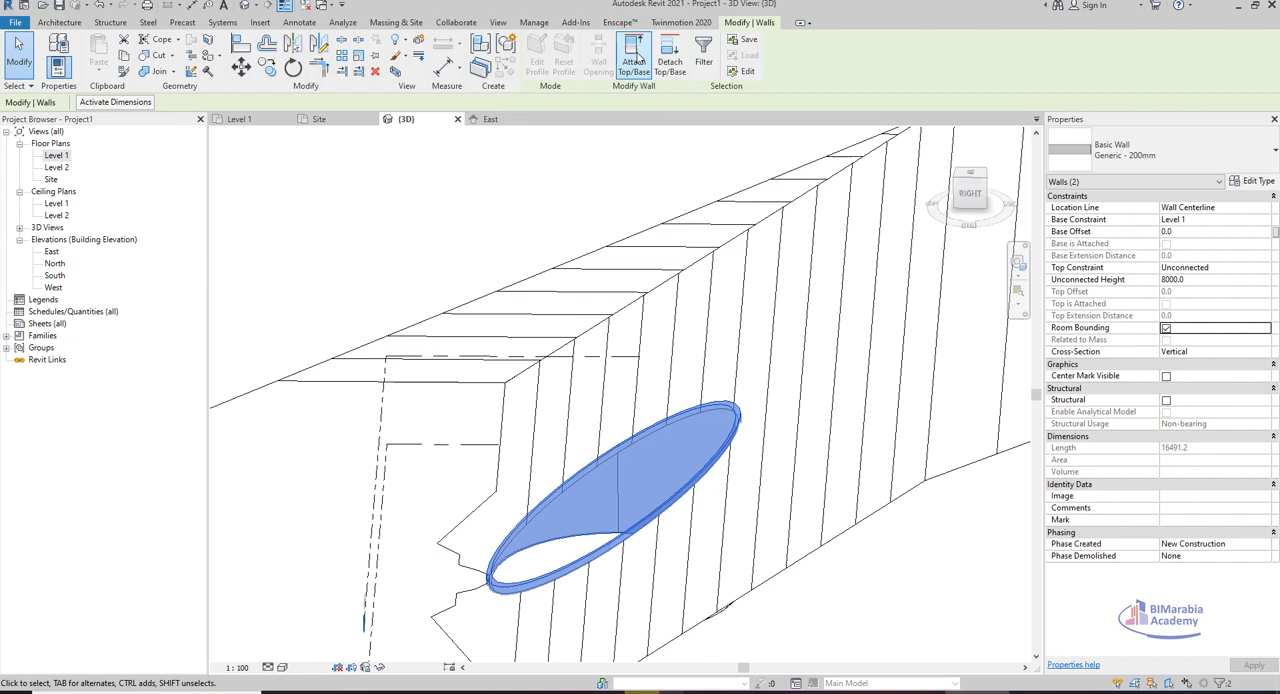 Autodesk Revit 2021 - Project1 - 3D View: {3D}
Sign In
File Architecture Structure Steel Precast Systems Insert Annotate Analyze Massing & Site Collaborate View Manage Add-Ins Enscape™ Twinmotion 2020 Modify | Walls
Modify
Paste
Cope
Cut
Join
Edit Profile
Reset Profile
Wall Opening
Attach Top/Base
Detach Top/Base
Filter
Save
Load
Edit
Select Properties Clipboard Geometry Modify View Measure Create Mode Modify Wall Selection
Modify | Walls Activate Dimensions
Project Browser - Project1
Views (all)
Floor Plans
Level 1
Level 2
Site
Ceiling Plans
Level 1
Level 2
3D Views
Elevations (Building Elevation)
East
North
South
West
Legends
Schedules/Quantities (all)
Sheets (all)
Families
Groups
Revit Links
Level 1
Site
{3D}
East
RIGHT
Properties
Basic Wall
Generic - 200mm
Walls (2) Edit Type
Constraints
Location Line Wall Centerline
Base Constraint Level 1
Base Offset 0.0
Base is Attached
Base Extension Distance 0.0
Top Constraint Unconnected
Unconnected Height 8000.0
Top Offset 0.0
Top is Attached
Top Extension Distance 0.0
Room Bounding
Related to Mass
Cross-Section Vertical
Graphics
Center Mark Visible
Structural
Structural
Enable Analytical Model
Structural Usage Non-bearing
Dimensions
Length 16491.2
Area
Volume
Identity Data
Image
Comments
Mark
Phasing
Phase Created New Construction
Phase Demolished None
BIMarabia
Academy
Properties help Apply
1 : 100
Click to select, TAB for alternates, CTRL adds, SHIFT unselects.
:0
Main Model
:2